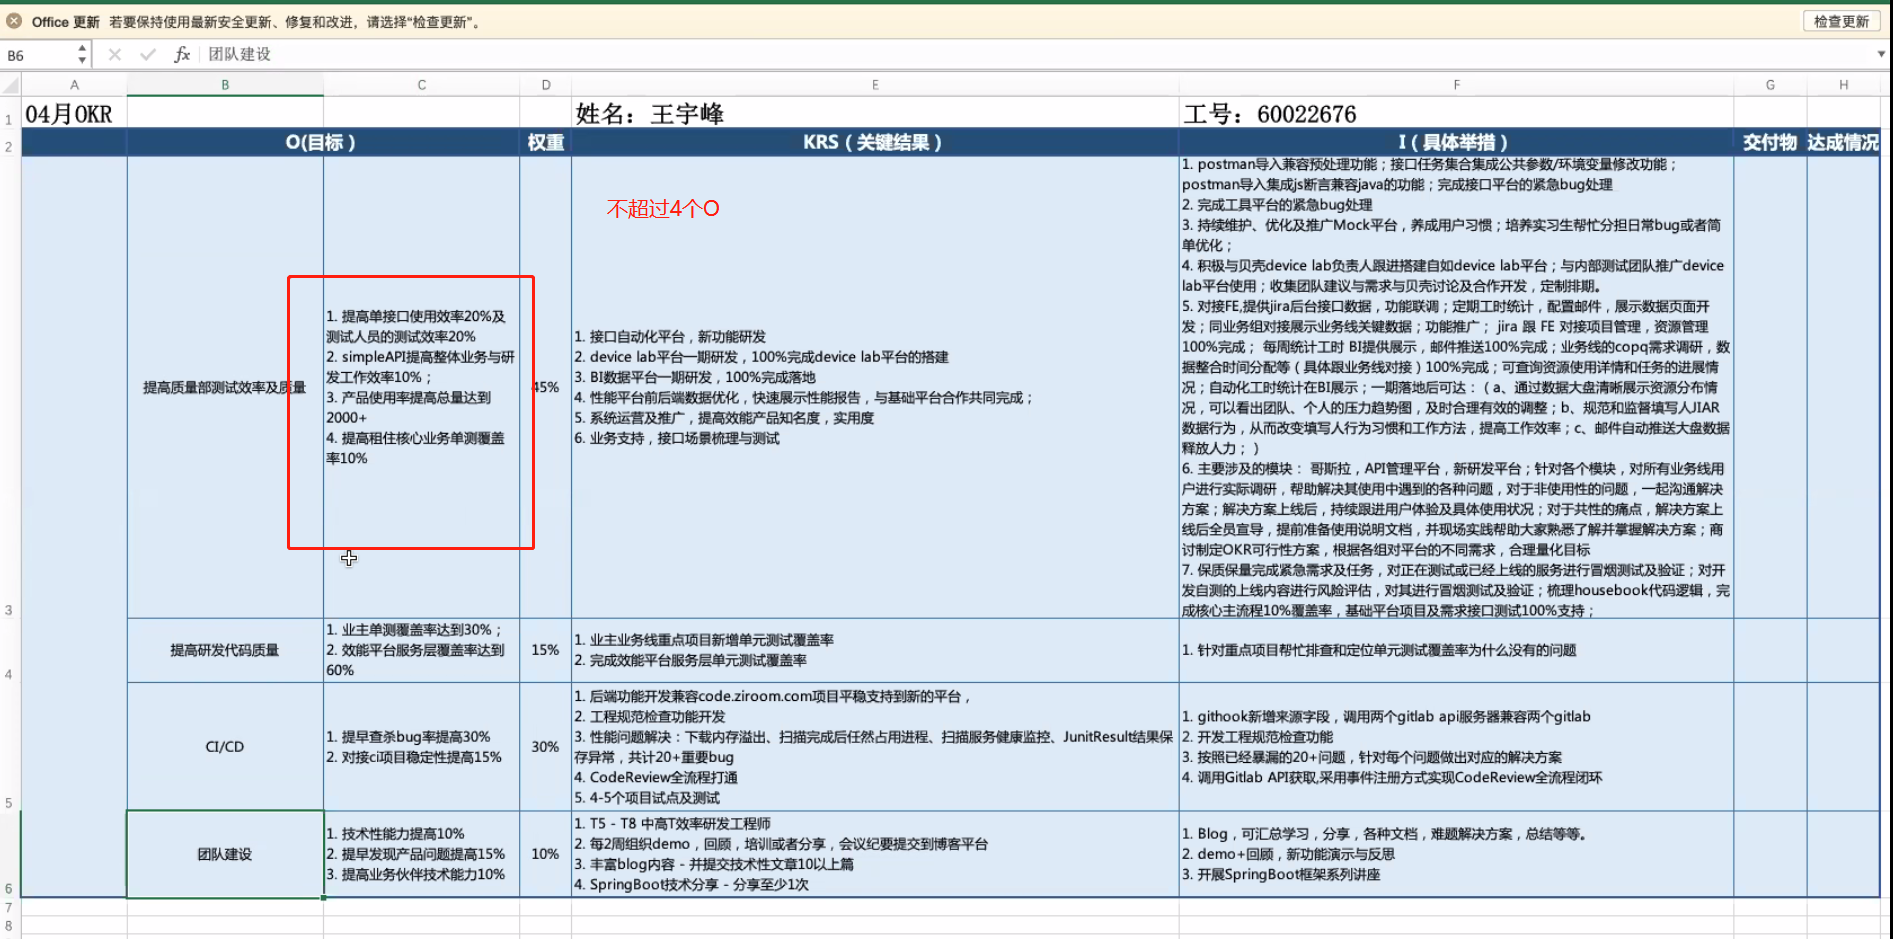 Office 更新 若要保持使用最新安全更新、修复和改进，请选择“检查更新”。 检查更新
B6 fx 团队建设
A B C D E F G H
1 04月OKR 姓名：王宇峰 工号：60022676
2 O(目标） 权重 KRS（关键结果） I（具体举措） 交付物 达成情况
不超过4个O
3
提高质量部测试效率及质量
1. 提高单接口使用效率20%及
测试人员的测试效率20%
2. simpleAPI提高整体业务与研
发工作效率10%；
3. 产品使用率提高总量达到
2000+
4. 提高租住核心业务单测覆盖
率10%
45%
1. 接口自动化平台，新功能研发
2. device lab平台一期研发，100%完成device lab平台的搭建
3. BI数据平台一期研发，100%完成落地
4. 性能平台前后端数据优化，快速展示性能报告，与基础平台合作共同完成；
5. 系统运营及推广，提高效能产品知名度，实用度
6. 业务支持，接口场景梳理与测试
1. postman导入兼容预处理功能；接口任务集合集成公共参数/环境变量修改功能；
postman导入集成js断言兼容java的功能；完成接口平台的紧急bug处理
2. 完成工具平台的紧急bug处理
3. 持续维护、优化及推广Mock平台，养成用户习惯；培养实习生帮忙分担日常bug或者简
单优化；
4. 积极与贝壳device lab负责人跟进搭建自如device lab平台；与内部测试团队推广device
lab平台使用；收集团队建议与需求与贝壳讨论及合作开发，定制排期。
5. 对接FE,提供jira后台接口数据，功能联调；定期工时统计，配置邮件，展示数据页面开
发；同业务组对接展示业务线关键数据；功能推广； jira 跟 FE 对接项目管理，资源管理
100%完成； 每周统计工时 BI提供展示，邮件推送100%完成；业务线的copq需求调研，数
据整合时间分配等（具体跟业务线对接）100%完成；可查询资源使用详情和任务的进展情
况；自动化工时统计在BI展示；一期落地后可达：（a、通过数据大盘清晰展示资源分布情
况，可以看出团队、个人的压力趋势图，及时合理有效的调整；b、规范和监督填写人JIAR
数据行为，从而改变填写人行为习惯和工作方法，提高工作效率；c、邮件自动推送大盘数据
释放人力；）
6. 主要涉及的模块： 哥斯拉，API管理平台，新研发平台；针对各个模块，对所有业务线用
户进行实际调研，帮助解决其使用中遇到的各种问题，对于非使用性的问题，一起沟通解决
方案；解决方案上线后，持续跟进用户体验及具体使用状况；对于共性的痛点，解决方案上
线后全员宣导，提前准备使用说明文档，并现场实践帮助大家熟悉了解并掌握解决方案；商
讨制定OKR可行性方案，根据各组对平台的不同需求，合理量化目标
7. 保质保量完成紧急需求及任务，对正在测试或已经上线的服务进行冒烟测试及验证；对开
发自测的上线内容进行风险评估，对其进行冒烟测试及验证；梳理housebook代码逻辑，完
成核心主流程10%覆盖率，基础平台项目及需求接口测试100%支持；
4
提高研发代码质量
1. 业主单测覆盖率达到30%；
2. 效能平台服务层覆盖率达到
60%
15%
1. 业主业务线重点项目新增单元测试覆盖率
2. 完成效能平台服务层单元测试覆盖率
1. 针对重点项目帮忙排查和定位单元测试覆盖率为什么没有的问题
5
CI/CD
1. 提早查杀bug率提高30%
2. 对接ci项目稳定性提高15%
30%
1. 后端功能开发兼容code.ziroom.com项目平稳支持到新的平台，
2. 工程规范检查功能开发
3. 性能问题解决：下载内存溢出、扫描完成后任然占用进程、扫描服务健康监控、JunitResult结果保
存异常，共计20+重要bug
4. CodeReview全流程打通
5. 4-5个项目试点及测试
1. githook新增来源字段，调用两个gitlab api服务器兼容两个gitlab
2. 开发工程规范检查功能
3. 按照已经暴漏的20+问题，针对每个问题做出对应的解决方案
4. 调用Gitlab API获取,采用事件注册方式实现CodeReview全流程闭环
6
团队建设
1. 技术性能力提高10%
2. 提早发现产品问题提高15%
3. 提高业务伙伴技术能力10%
10%
1. T5 - T8 中高T效率研发工程师
2. 每2周组织demo，回顾，培训或者分享，会议纪要提交到博客平台
3. 丰富blog内容 - 并提交技术性文章10以上篇
4. SpringBoot技术分享 - 分享至少1次
1. Blog，可汇总学习，分享，各种文档，难题解决方案，总结等等。
2. demo+回顾，新功能演示与反思
3. 开展SpringBoot框架系列讲座
7
8